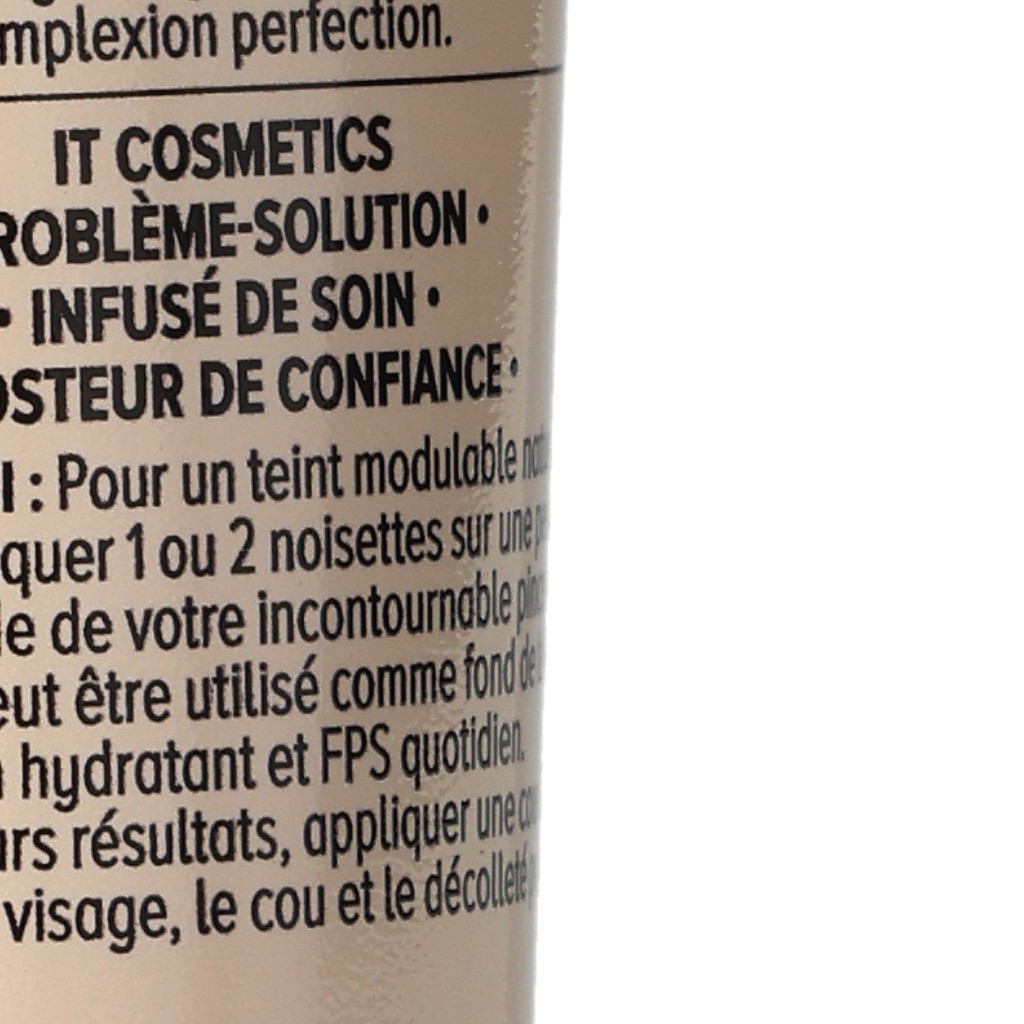 mplexion perfection.
IT COSMETICS
ROBLÈME-SOLUTION •
• INFUSÉ DE SOIN •
OSTEUR DE CONFIANCE •
I : Pour un teint modulable
quer 1 ou 2 noisettes sur une
de votre incontournable
eut être utilisé comme fond de
hydratant et FPS quotidien.
urs résultats, appliquer une
visage, le cou et le décolleté